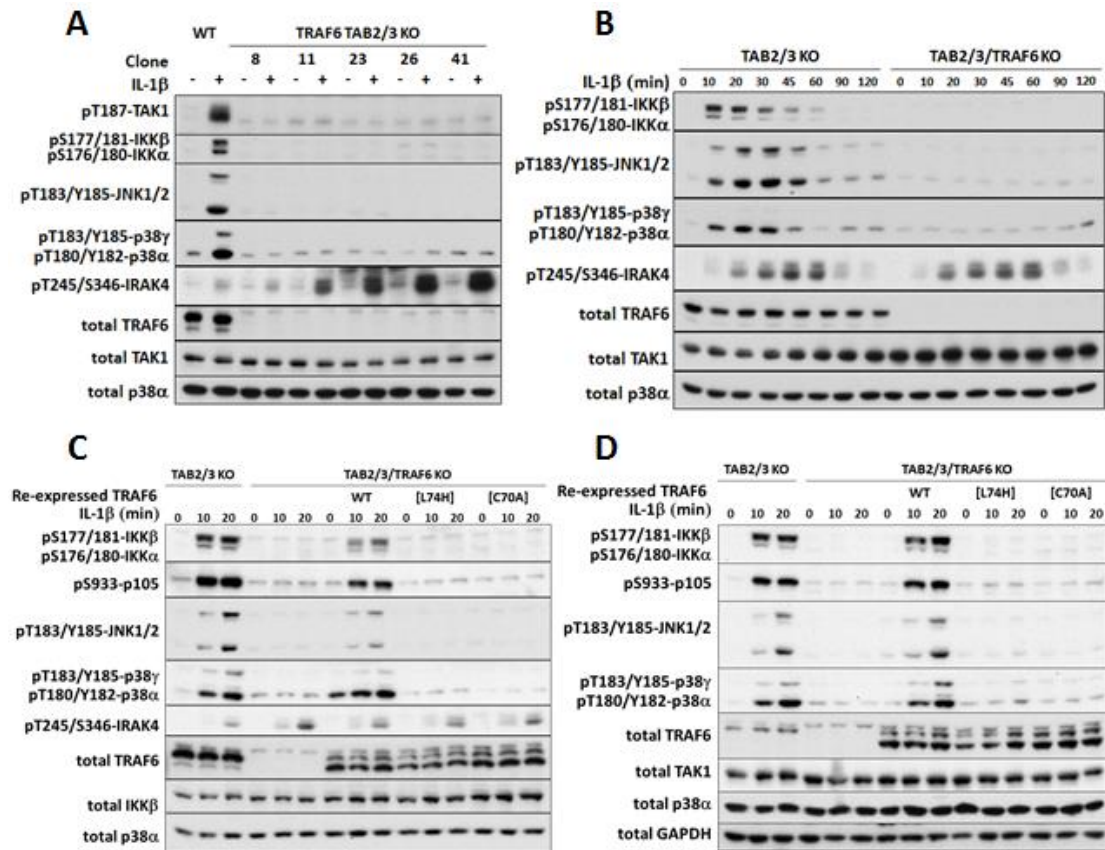 A
WT TRAF6 TAB2/3 KO
Clone 8 11 23 26 41
IL-1β - + - + - + - + - + - +
pT187-TAK1
pS177/181-IKKβ
pS176/180-IKKα
pT183/Y185-JNK1/2
pT183/Y185-p38γ
pT180/Y182-p38α
pT245/S346-IRAK4
total TRAF6
total TAK1
total p38α
B
TAB2/3 KO TAB2/3/TRAF6 KO
IL-1β (min) 0 10 20 30 45 60 90 120 0 10 20 30 45 60 90 120
pS177/181-IKKβ
pS176/180-IKKα
pT183/Y185-JNK1/2
pT183/Y185-p38γ
pT180/Y182-p38α
pT245/S346-IRAK4
total TRAF6
total TAK1
total p38α
C
TAB2/3 KO TAB2/3/TRAF6 KO
Re-expressed TRAF6 WT [L74H] [C70A]
IL-1β (min) 0 10 20 0 10 20 0 10 20 0 10 20 0 10 20
pS177/181-IKKβ
pS176/180-IKKα
pS933-p105
pT183/Y185-JNK1/2
pT183/Y185-p38γ
pT180/Y182-p38α
pT245/S346-IRAK4
total TRAF6
total IKKβ
total p38α
D
TAB2/3 KO TAB2/3/TRAF6 KO
Re-expressed TRAF6 WT [L74H] [C70A]
IL-1β (min) 0 10 20 0 10 20 0 10 20 0 10 20 0 10 20
pS177/181-IKKβ
pS176/180-IKKα
pS933-p105
pT183/Y185-JNK1/2
pT183/Y185-p38γ
pT180/Y182-p38α
total TRAF6
total TAK1
total p38α
total GAPDH